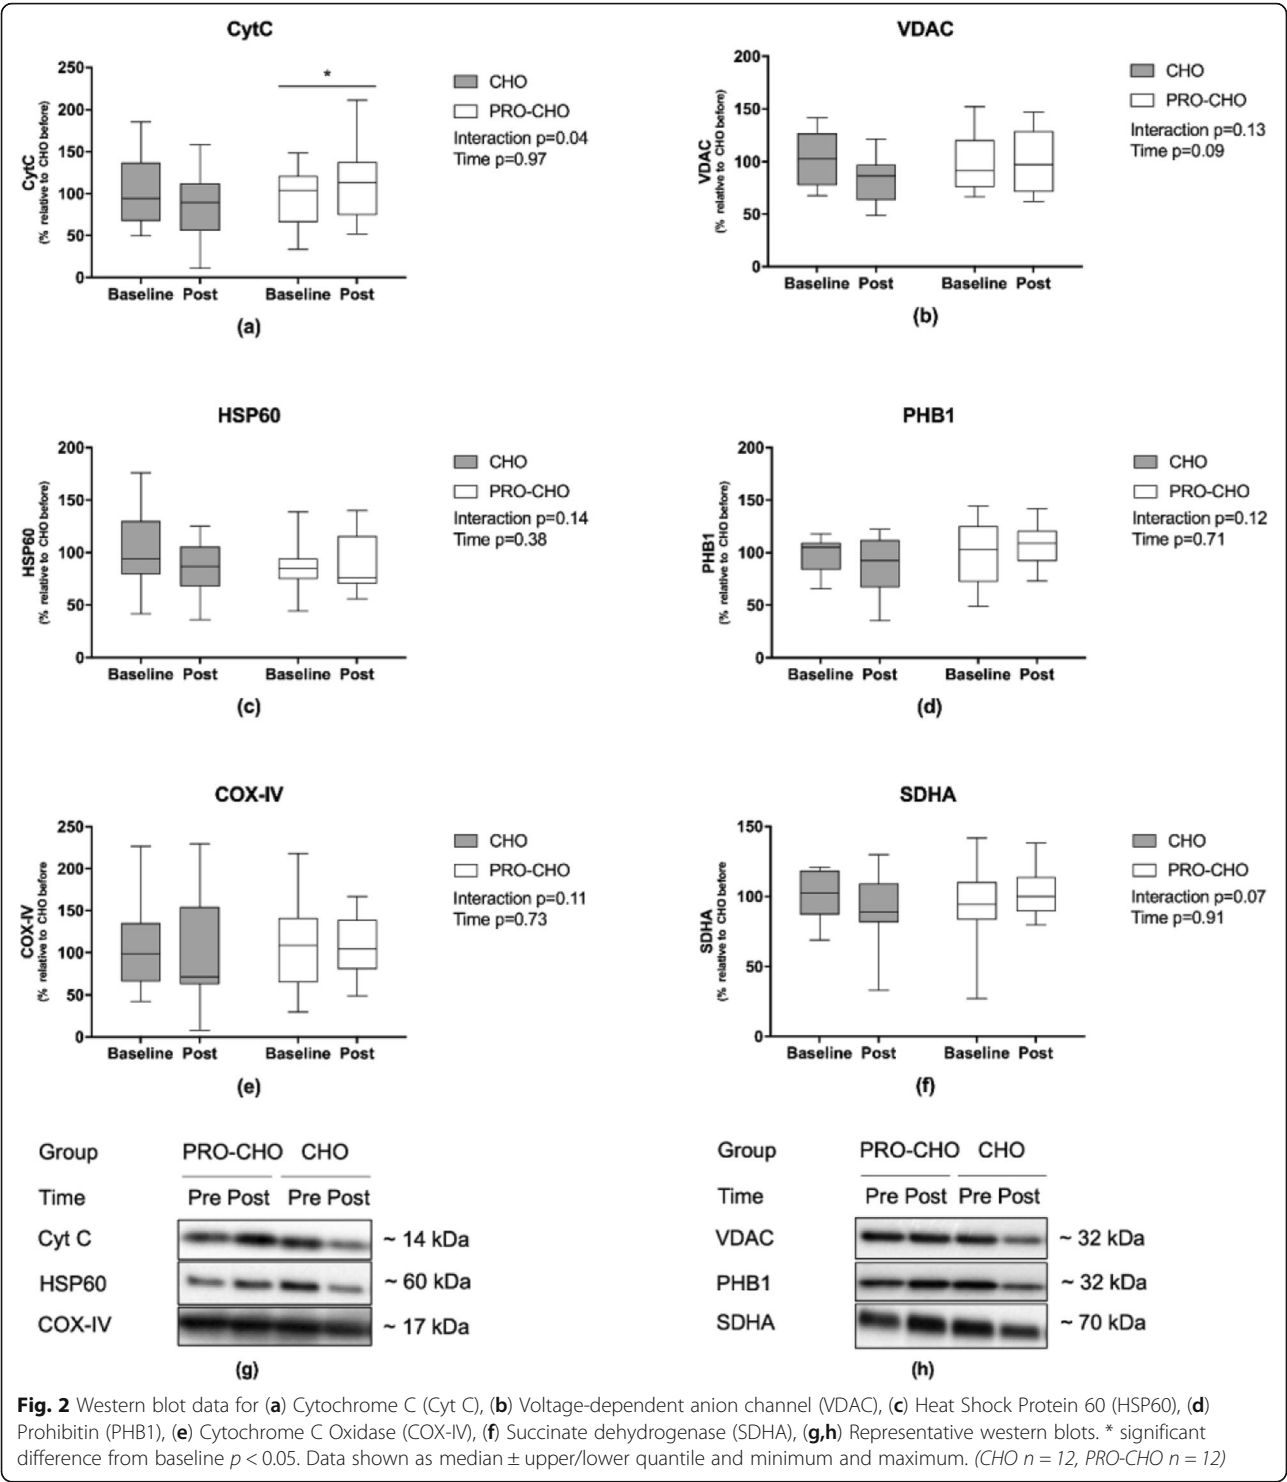 CytC
CytC
(% relative to CHO before)
250
200
150
100
50
0
*
CHO
PRO-CHO
Interaction p=0.04
Time p=0.97
Baseline Post Baseline Post
(a)
VDAC
VDAC
(% relative to CHO before)
200
150
100
50
0
CHO
PRO-CHO
Interaction p=0.13
Time p=0.09
Baseline Post Baseline Post
(b)
HSP60
HSP60
(% relative to CHO before)
200
150
100
50
0
CHO
PRO-CHO
Interaction p=0.14
Time p=0.38
Baseline Post Baseline Post
(c)
PHB1
PHB1
(% relative to CHO before)
200
150
100
50
0
CHO
PRO-CHO
Interaction p=0.12
Time p=0.71
Baseline Post Baseline Post
(d)
COX-IV
COX-IV
(% relative to CHO before
250
200
150
100
50
0
CHO
PRO-CHO
Interaction p=0.11
Time p=0.73
Baseline Post Baseline Post
(e)
SDHA
SDHA
(% relative to CHO before
150
100
50
0
CHO
PRO-CHO
Interaction p=0.07
Time p=0.91
Baseline Post Baseline Post
(f)
Group PRO-CHO CHO
Time Pre Post Pre Post
Cyt C ~ 14 kDa
HSP60 ~ 60 kDa
COX-IV ~ 17 kDa
(g)
Group PRO-CHO CHO
Time Pre Post Pre Post
VDAC ~ 32 kDa
PHB1 ~ 32 kDa
SDHA ~ 70 kDa
(h)
Fig. 2 Western blot data for (a) Cytochrome C (Cyt C), (b) Voltage-dependent anion channel (VDAC), (c) Heat Shock Protein 60 (HSP60), (d)
Prohibitin (PHB1), (e) Cytochrome C Oxidase (COX-IV), (f) Succinate dehydrogenase (SDHA), (g,h) Representative western blots. * significant
difference from baseline p < 0.05. Data shown as median ± upper/lower quantile and minimum and maximum. (CHO n = 12, PRO-CHO n = 12)